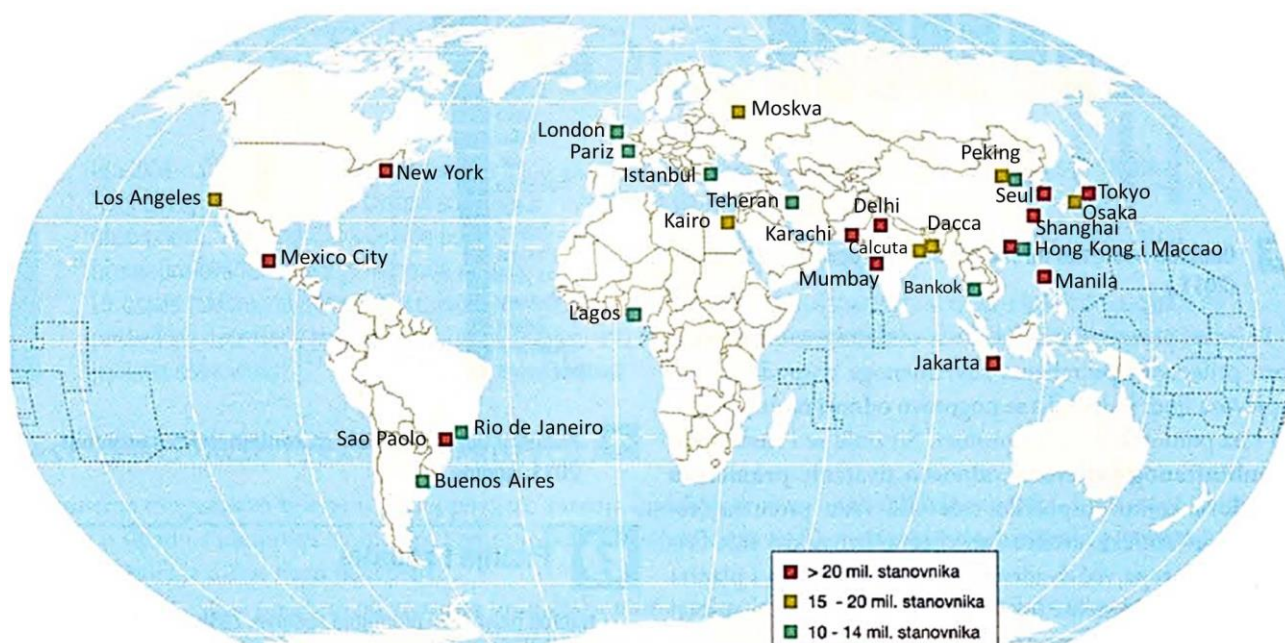 Moskva
London
Pariz
Peking
New York
Istanbul
Los Angeles
Teheran
Seul
Tokyo
Delhi
Osaka
Kairo
Dacca
Karachi
Shanghai
Calcuta
Hong Kong i Maccao
Mexico City
Mumbay
Manila
Bankok
Lagos
Jakarta
Rio de Janeiro
Sao Paolo
Buenos Aires
> 20 mil. stanovnika
15 - 20 mil. stanovnika
10 - 14 mil. stanovnika